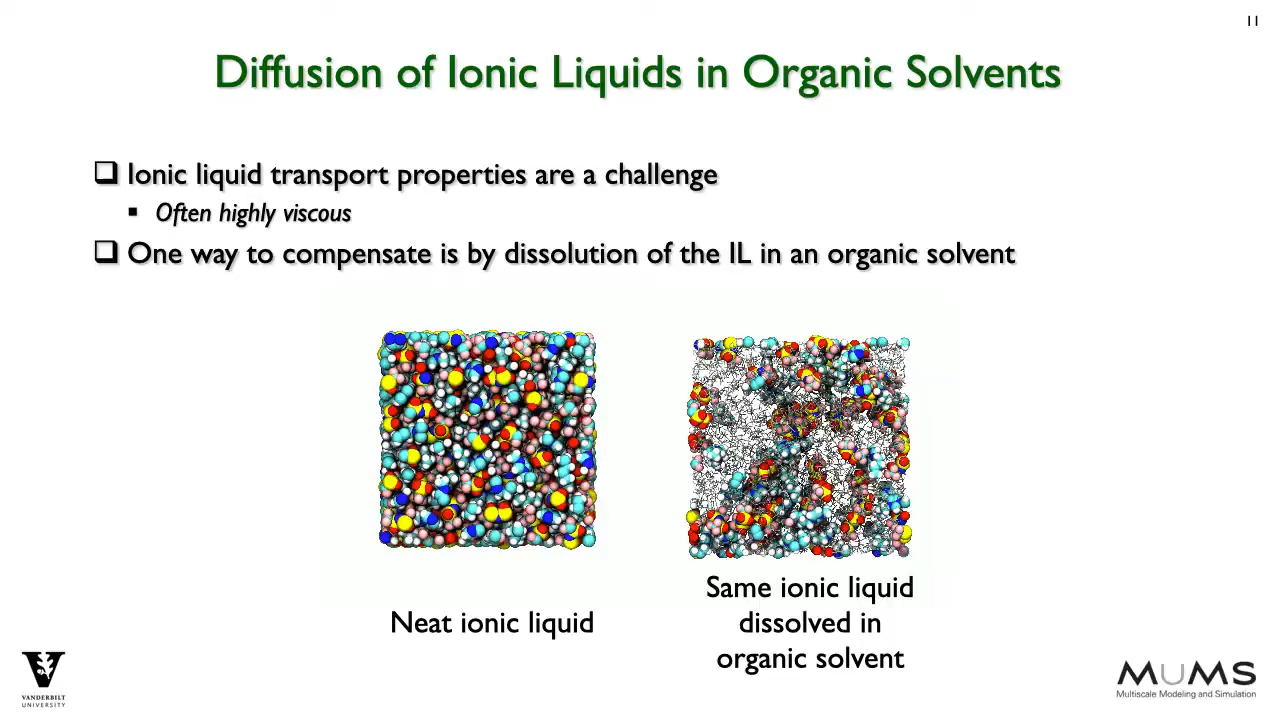 11
Diffusion of Ionic Liquids in Organic Solvents
❑ Ionic liquid transport properties are a challenge
▪ Often highly viscous
❑ One way to compensate is by dissolution of the IL in an organic solvent
Neat ionic liquid
Same ionic liquid
dissolved in
organic solvent
V
VANDERBILT
UNIVERSITY
MUMS
Multiscale Modeling and Simulation